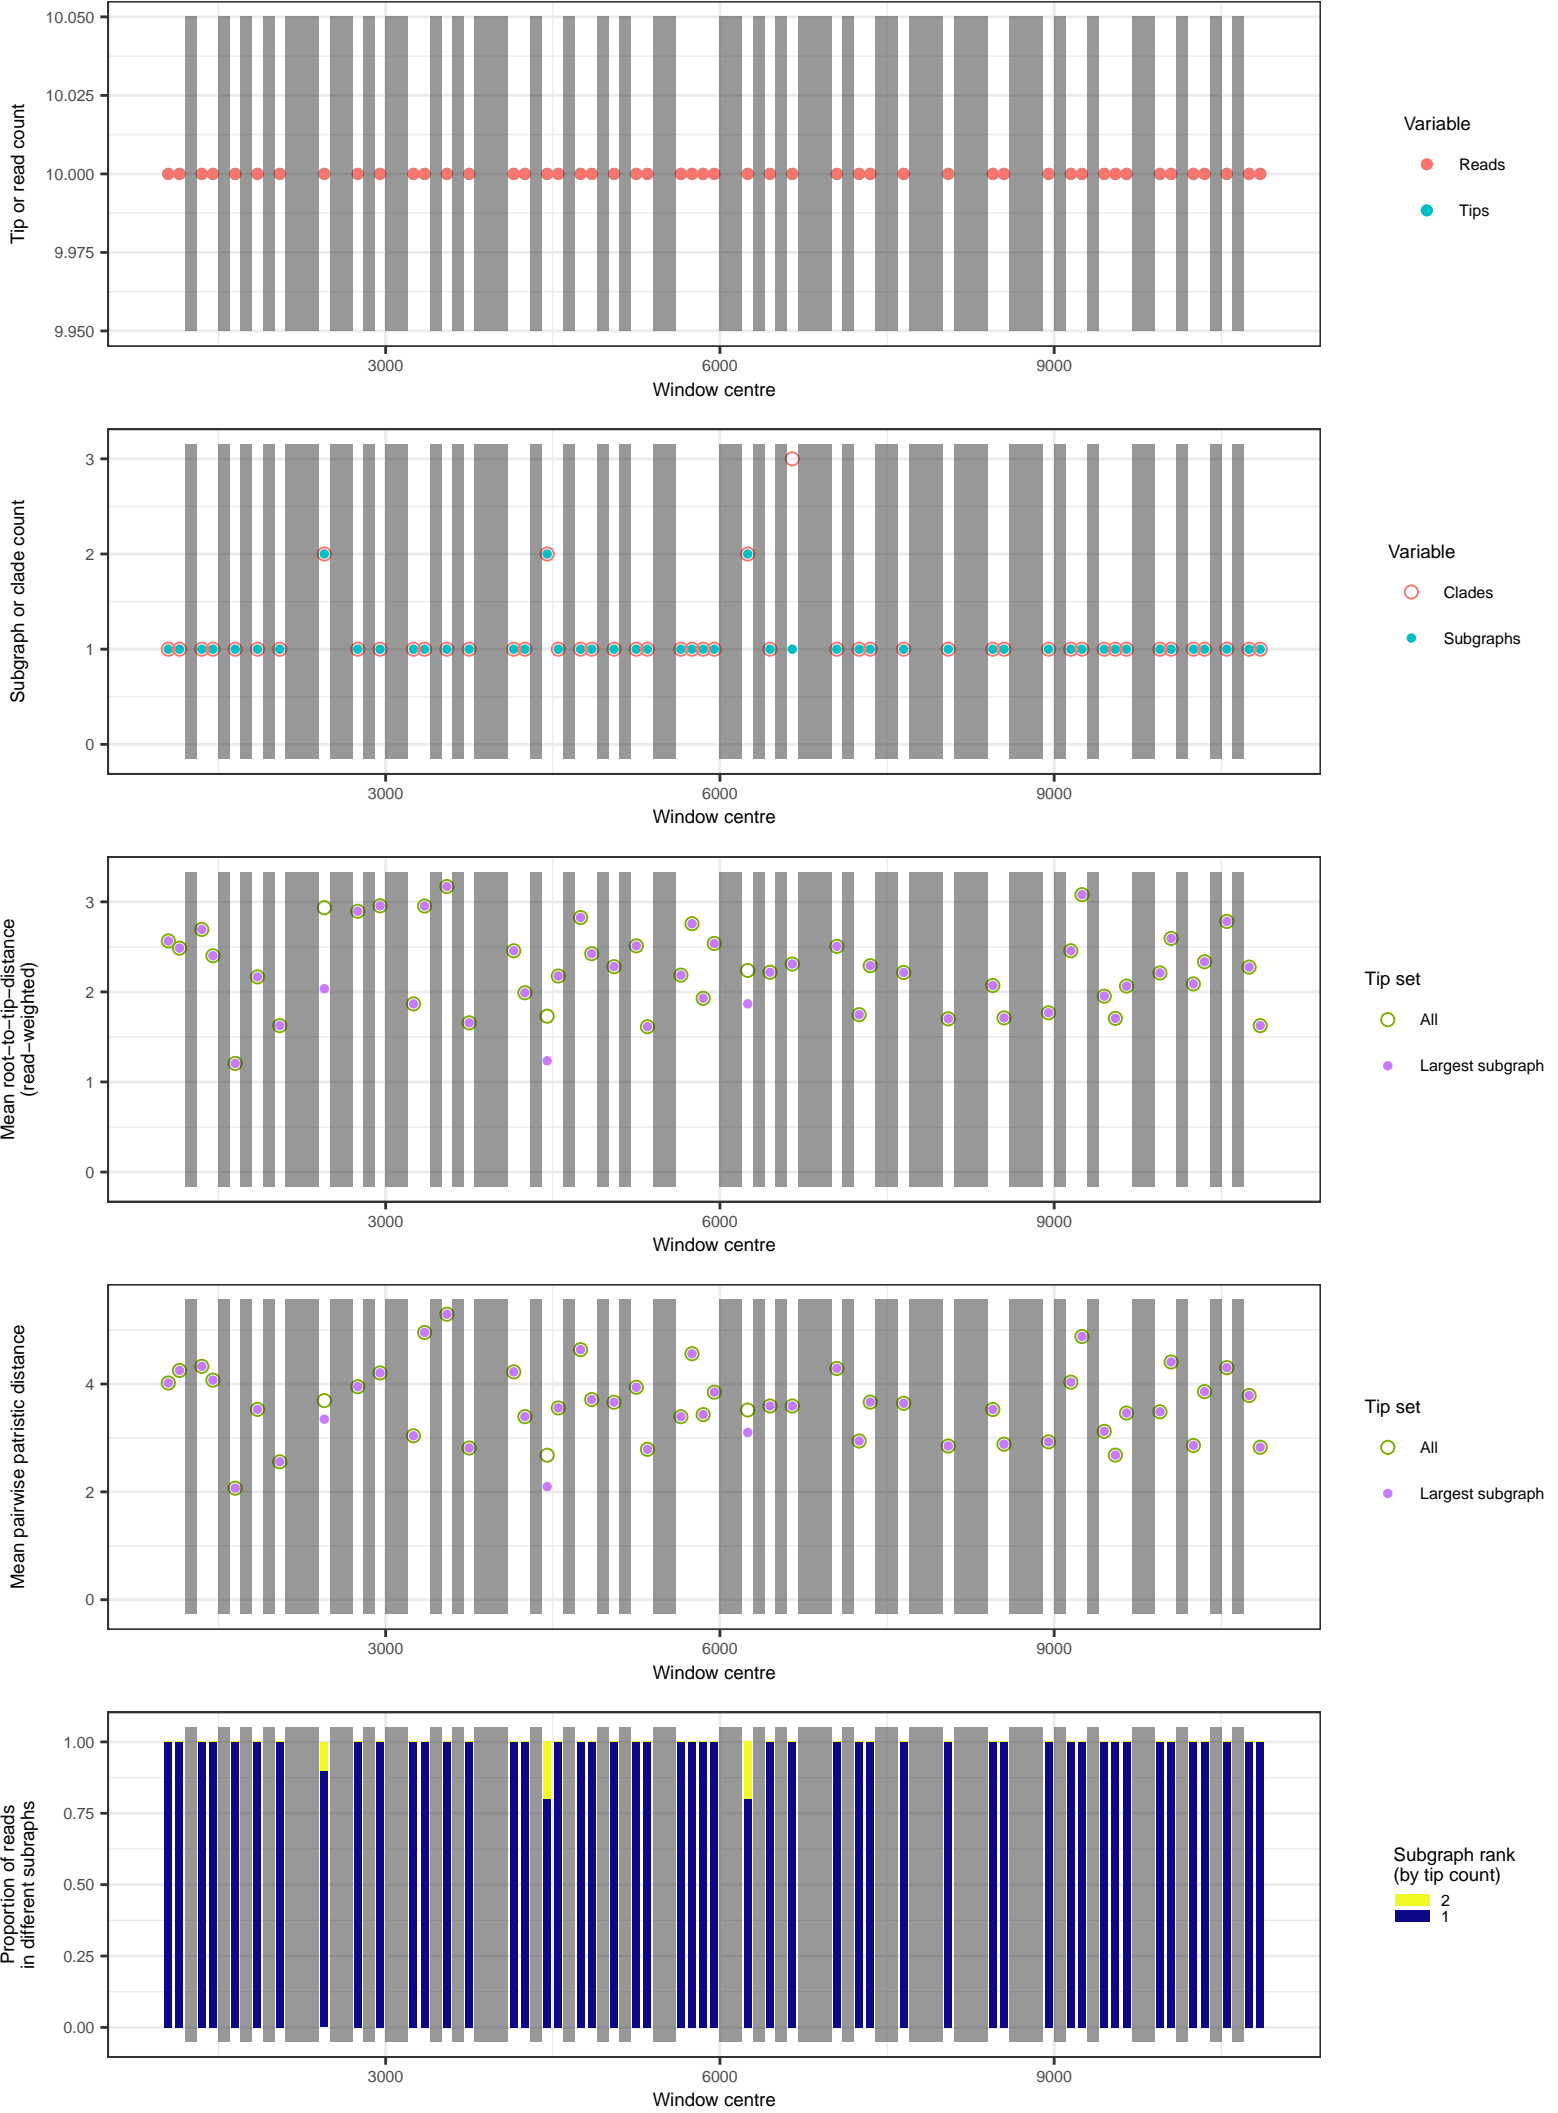 10.050
10.025
10.000
9.975
9.950
Tip or read count
3000 6000 9000
Window centre
Variable
Reads
Tips
3
2
1
0
Subgraph or clade count
3000 6000 9000
Window centre
Variable
Clades
Subgraphs
3
2
1
0
Mean root−to−tip−distance
(read−weighted)
3000 6000 9000
Window centre
Tip set
All
Largest subgraph
4
2
0
Mean pairwise patristic distance
3000 6000 9000
Window centre
Tip set
All
Largest subgraph
1.00
0.75
0.50
0.25
0.00
Proportion of reads
in different subraphs
3000 6000 9000
Window centre
Subgraph rank
(by tip count)
2
1